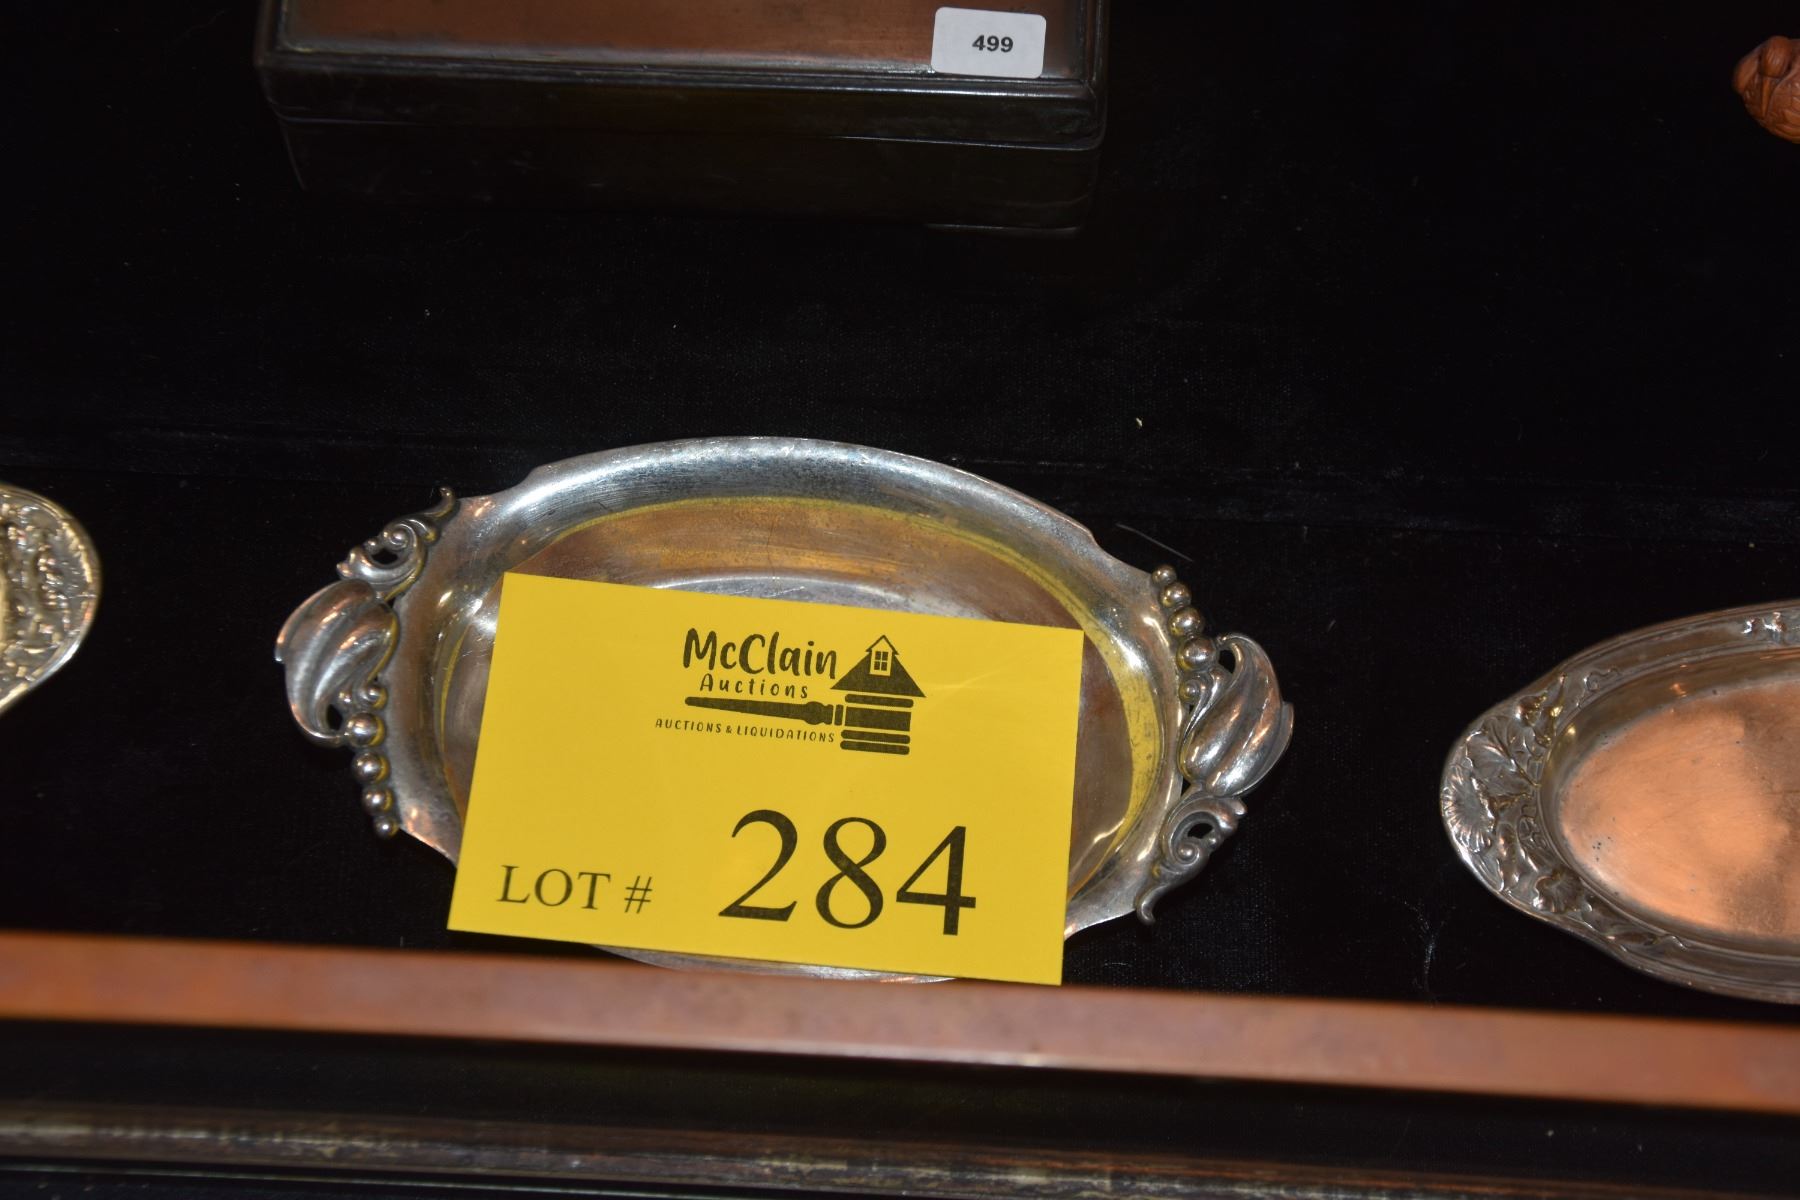 499
McClain
Auctions
AUCTIONS & LIQUIDATIONS
LOT # 284